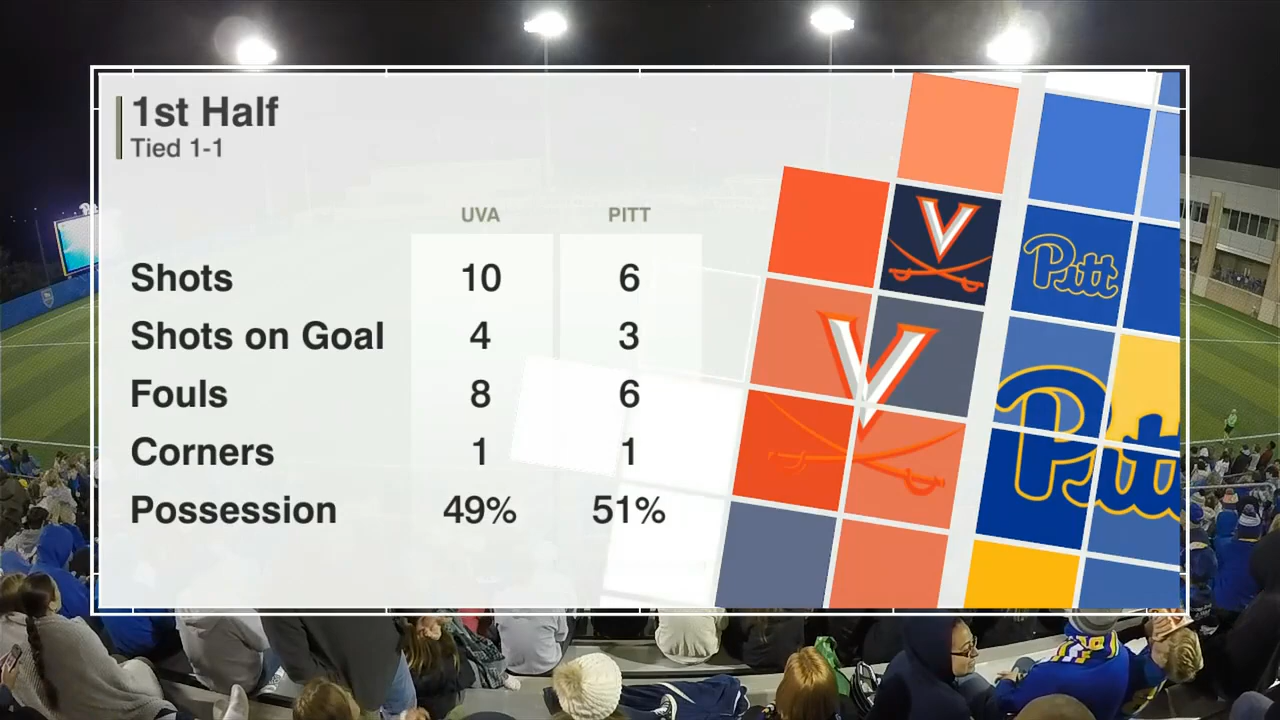 1st Half
Tied 1-1
UVA PITT
Shots 10 6
Shots on Goal 4 3
Fouls 8 6
Corners 1 1
Possession 49% 51%
V Pitt
V Pitt